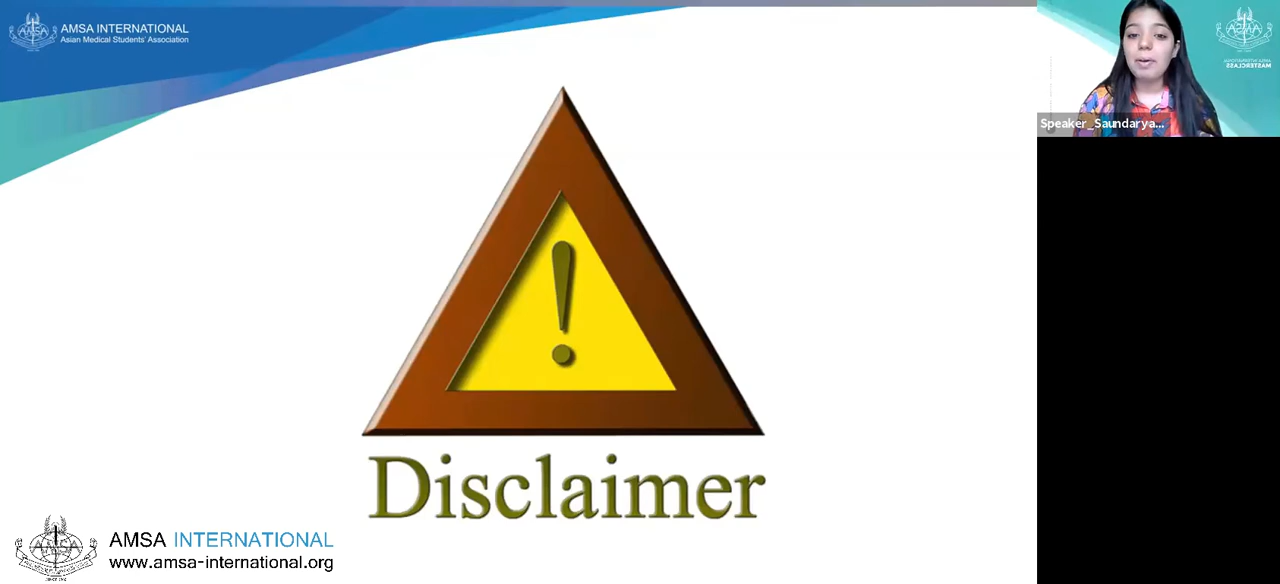 AMSA INTERNATIONAL
Asian Medical Students' Association
Speaker_Saundarya...
!
Disclaimer
AMSA INTERNATIONAL
www.amsa-international.org